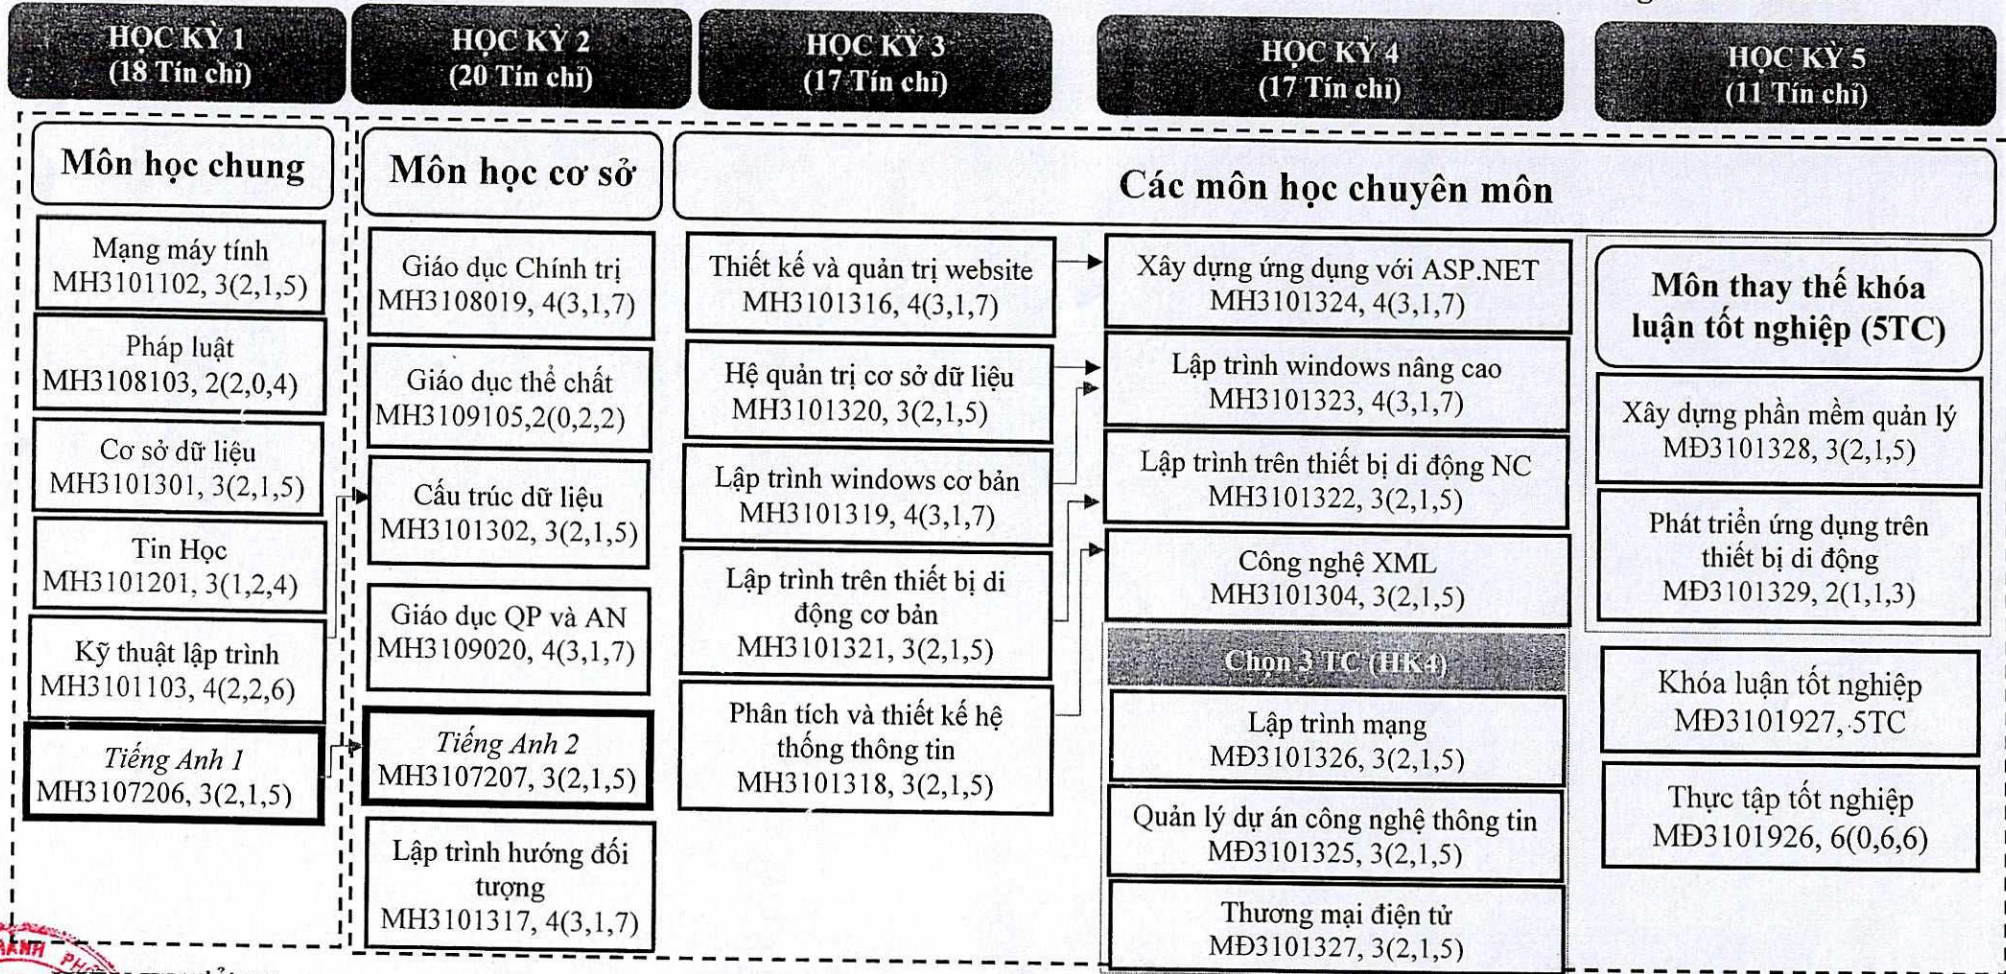 HỌC KỲ 1
(18 Tín chỉ)
HỌC KỲ 2
(20 Tín chỉ)
HỌC KỲ 3
(17 Tín chỉ)
HỌC KỲ 4
(17 Tín chỉ)
HỌC KỲ 5
(11 Tín chỉ)
Môn học chung
Mạng máy tính
MH3101102, 3(2,1,5)
Pháp luật
MH3108103, 2(2,0,4)
Cơ sở dữ liệu
MH3101301, 3(2,1,5)
Tin Học
MH3101201, 3(1,2,4)
Kỹ thuật lập trình
MH3101103, 4(2,2,6)
Tiếng Anh 1
MH3107206, 3(2,1,5)
Môn học cơ sở
Giáo dục Chính trị
MH3108019, 4(3,1,7)
Giáo dục thể chất
MH3109105,2(0,2,2)
Cấu trúc dữ liệu
MH3101302, 3(2,1,5)
Giáo dục QP và AN
MH3109020, 4(3,1,7)
Tiếng Anh 2
MH3107207, 3(2,1,5)
Lập trình hướng đối
tượng
MH3101317, 4(3,1,7)
Các môn học chuyên môn
Thiết kế và quản trị website
MH3101316, 4(3,1,7)
Hệ quản trị cơ sở dữ liệu
MH3101320, 3(2,1,5)
Lập trình windows cơ bản
MH3101319, 4(3,1,7)
Lập trình trên thiết bị di
động cơ bản
MH3101321, 3(2,1,5)
Phân tích và thiết kế hệ
thống thông tin
MH3101318, 3(2,1,5)
Xây dựng ứng dụng với ASP.NET
MH3101324, 4(3,1,7)
Lập trình windows nâng cao
MH3101323, 4(3,1,7)
Lập trình trên thiết bị di động NC
MH3101322, 3(2,1,5)
Công nghệ XML
MH3101304, 3(2,1,5)
Chọn 3 TC (HK4)
Lập trình mạng
MĐ3101326, 3(2,1,5)
Quản lý dự án công nghệ thông tin
MĐ3101325, 3(2,1,5)
Thương mại điện tử
MĐ3101327, 3(2,1,5)
Môn thay thế khóa
luận tốt nghiệp (5TC)
Xây dựng phần mềm quản lý
MĐ3101328, 3(2,1,5)
Phát triển ứng dụng trên
thiết bị di động
MĐ3101329, 2(1,1,3)
Khóa luận tốt nghiệp
MĐ3101927, 5TC
Thực tập tốt nghiệp
MĐ3101926, 6(0,6,6)